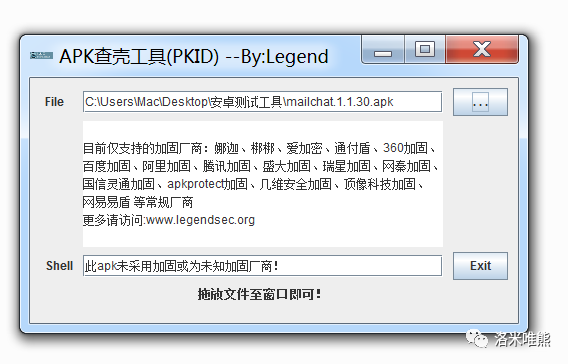 APK查壳工具(PKID) --By:Legend
File C:\Users\Mac\Desktop\安卓测试工具\mailchat.1.1.30.apk ...
目前仅支持的加固厂商：娜迦、梆梆、爱加密、通付盾、360加固、
百度加固、阿里加固、腾讯加固、盛大加固、瑞星加固、网秦加固、
国信灵通加固、apkprotect加固、几维安全加固、顶像科技加固、
网易易盾 等常规厂商
更多请访问:www.legendsec.org
Shell 此apk未采用加固或为未知加固厂商! Exit
拖放文件至窗口即可!
洛米唯熊